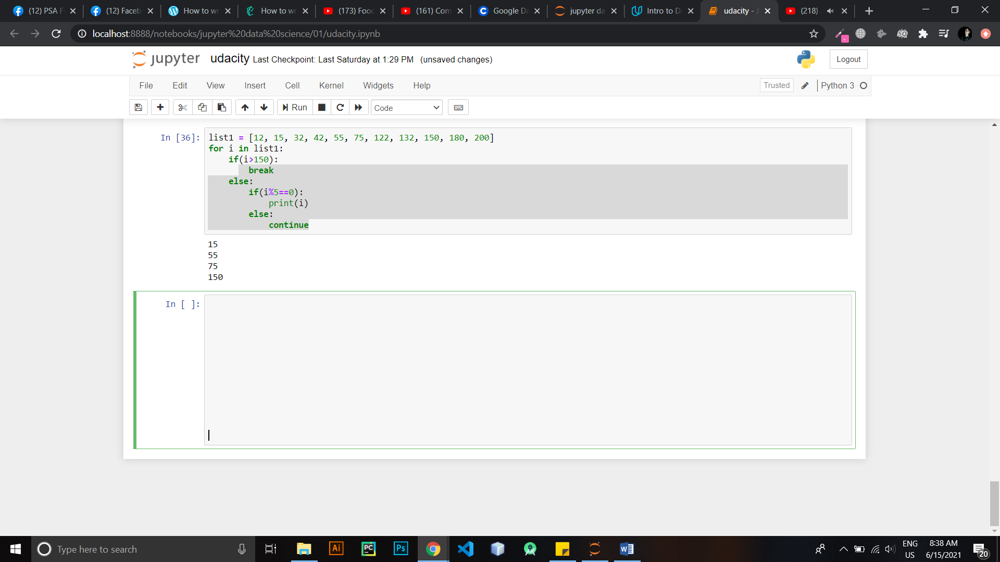 (12) PSA F
(12) Faceb
How to wr
How to wr
(173) Food
(161) Com
Google Da
jupyter da
Intro to D
udacity - J
(218)
localhost:8888/notebooks/jupyter%20data%20science/01/udacity.ipynb
jupyter udacity Last Checkpoint: Last Saturday at 1:29 PM (unsaved changes)
Logout
File Edit View Insert Cell Kernel Widgets Help
Trusted Python 3
Run Code
In [36]:
list1 = [12, 15, 32, 42, 55, 75, 122, 132, 150, 180, 200]
for i in list1:
    if(i>150):
        break
    else:
        if(i%5==0):
            print(i)
        else:
            continue
15
55
75
150
In [ ]:
Type here to search
Ai
PC
Ps
ENG
US
8:38 AM
6/15/2021
20